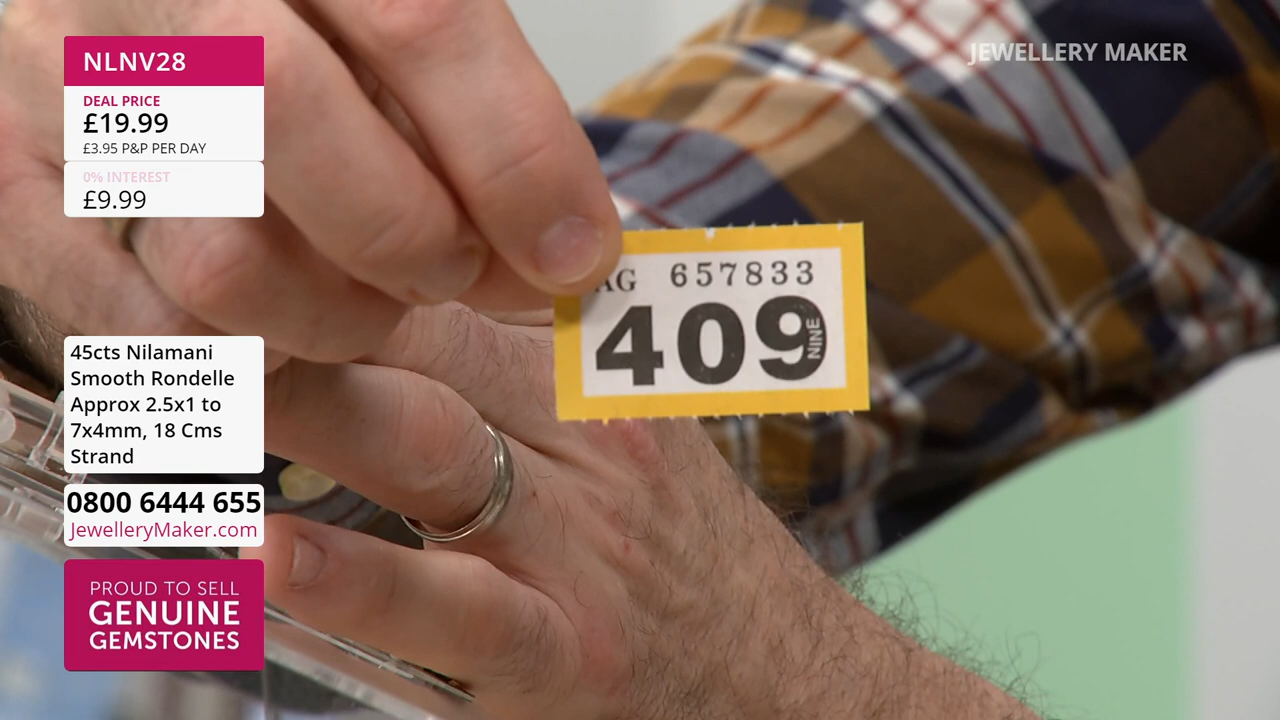 NLNV28
DEAL PRICE
£19.99
£3.95 P&P PER DAY
0% INTEREST
£9.99
45cts Nilamani
Smooth Rondelle
Approx 2.5x1 to
7x4mm, 18 Cms
Strand
0800 6444 655
JewelleryMaker.com
PROUD TO SELL
GENUINE
GEMSTONES
JEWELLERY MAKER
AG 657833
409
NINE